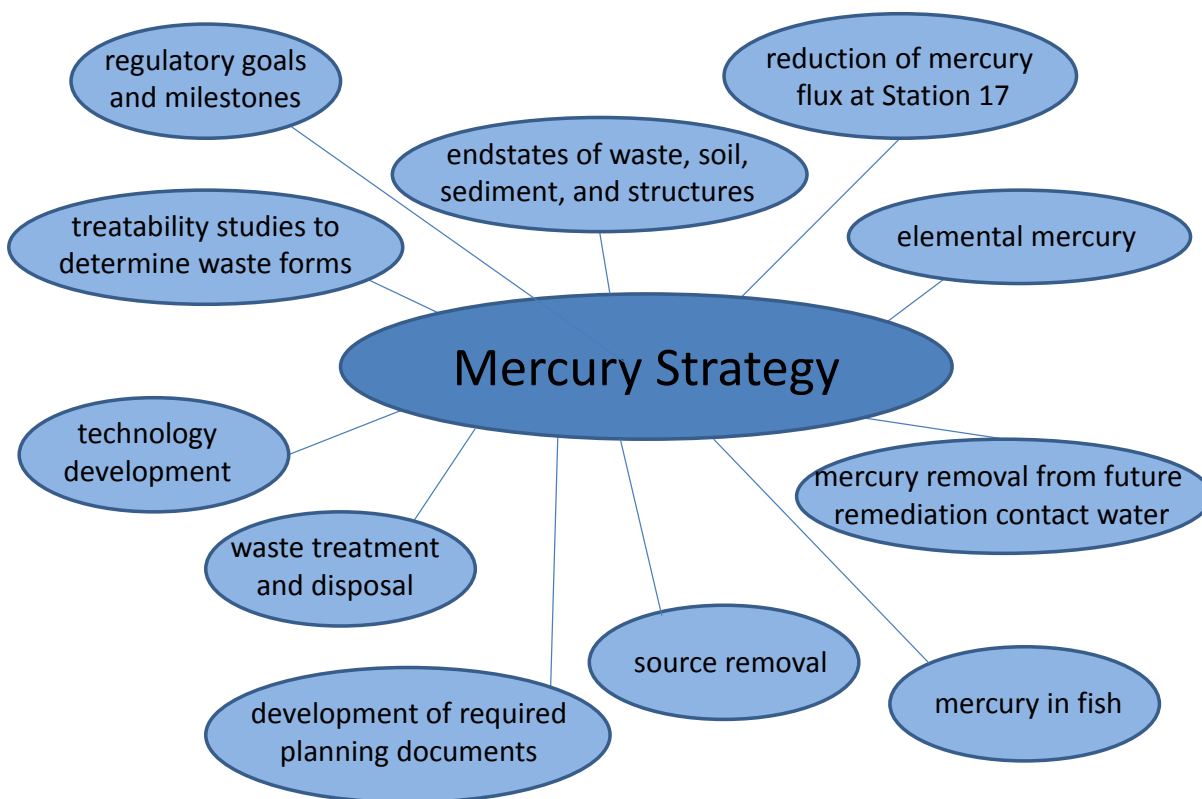 regulatory goals
and milestones
reduction of mercury
flux at Station 17
endstates of waste, soil,
sediment, and structures
treatability studies to
determine waste forms
elemental mercury
Mercury Strategy
technology
development
mercury removal from future
remediation contact water
waste treatment
and disposal
source removal
mercury in fish
development of required
planning documents